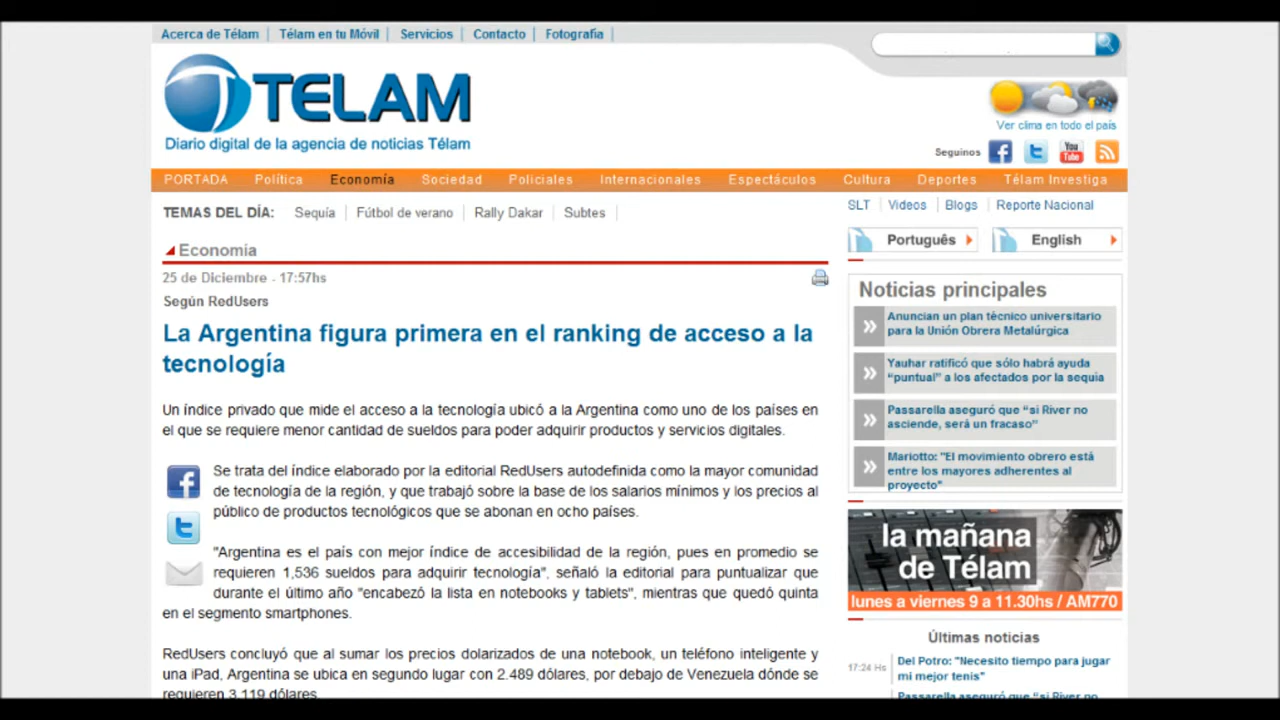 Acerca de Télam | Télam en tu Móvil | Servicios | Contacto | Fotografía |
TELAM
Diario digital de la agencia de noticias Télam
Ver clima en todo el país
Seguinos
You Tube
PORTADA Política Economía Sociedad Policiales Internacionales Espectáculos Cultura Deportes Télam Investiga
TEMAS DEL DÍA: Sequía | Fútbol de verano | Rally Dakar | Subtes |
SLT | Videos | Blogs | Reporte Nacional
Português English
Economía
25 de Diciembre - 17:57hs
Según RedUsers
La Argentina figura primera en el ranking de acceso a la
tecnología
Un índice privado que mide el acceso a la tecnología ubicó a la Argentina como uno de los países en
el que se requiere menor cantidad de sueldos para poder adquirir productos y servicios digitales.
Se trata del índice elaborado por la editorial RedUsers autodefinida como la mayor comunidad
de tecnología de la región, y que trabajó sobre la base de los salarios mínimos y los precios al
público de productos tecnológicos que se abonan en ocho países.
"Argentina es el país con mejor índice de accesibilidad de la región, pues en promedio se
requieren 1,536 sueldos para adquirir tecnología", señaló la editorial para puntualizar que
durante el último año "encabezó la lista en notebooks y tablets", mientras que quedó quinta
en el segmento smartphones.
RedUsers concluyó que al sumar los precios dolarizados de una notebook, un teléfono inteligente y
una iPad, Argentina se ubica en segundo lugar con 2.489 dólares, por debajo de Venezuela dónde se
requieren 3.119 dólares.
Noticias principales
Anuncian un plan técnico universitario
para la Unión Obrera Metalúrgica
Yauhar ratificó que sólo habrá ayuda
"puntual" a los afectados por la sequía
Passarella aseguró que "si River no
asciende, será un fracaso"
Mariotto: "El movimiento obrero está
entre los mayores adherentes al
proyecto"
la mañana
de Télam
lunes a viernes 9 a 11.30hs / AM770
Últimas noticias
17:24 Hs
Del Potro: "Necesito tiempo para jugar
mi mejor tenis"
Passarella aseguró que "si River no